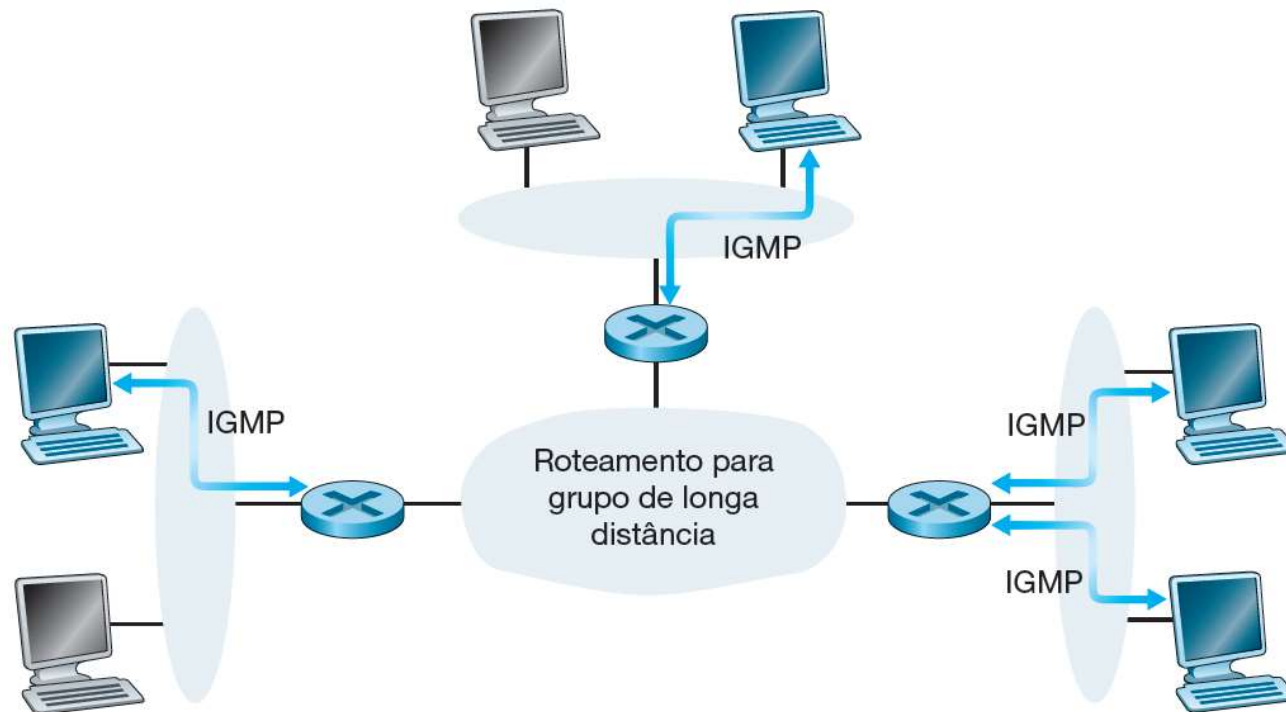 IGMP
IGMP
Roteamento para
grupo de longa
distância
IGMP
IGMP